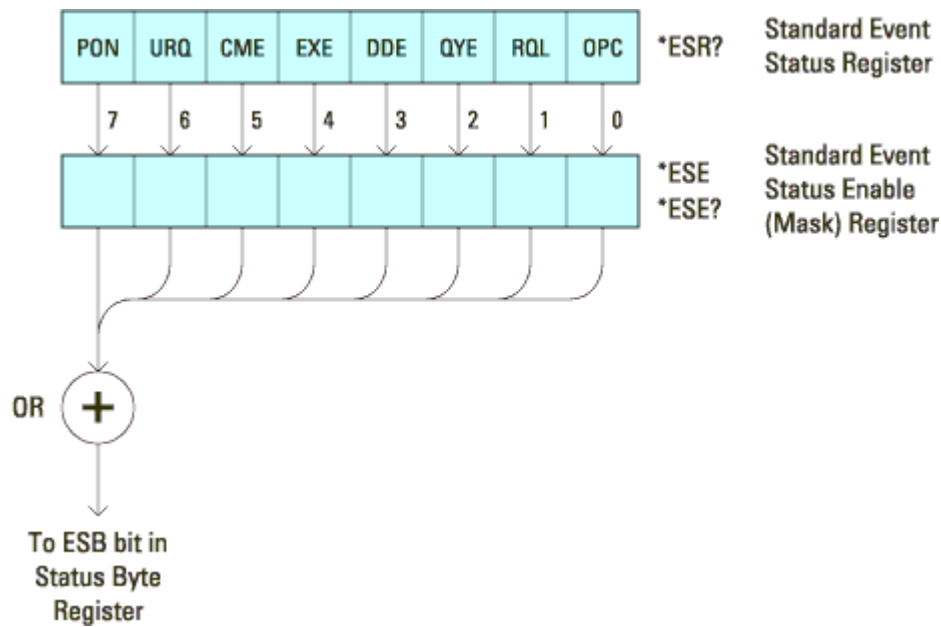 PON URQ CME EXE DDE QYE RQL OPC
*ESR?
Standard Event
Status Register
7 6 5 4 3 2 1 0
*ESE
*ESE?
Standard Event
Status Enable
(Mask) Register
OR +
To ESB bit in
Status Byte
Register